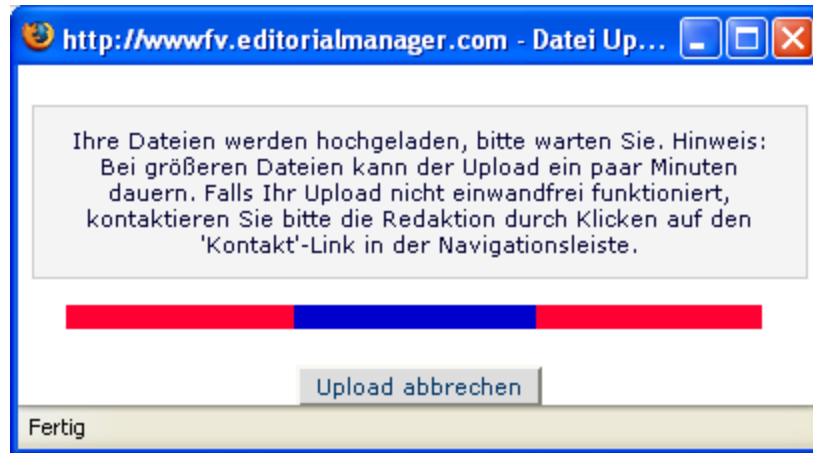 http://wwwfv.editorialmanager.com - Datei Up...
Ihre Dateien werden hochgeladen, bitte warten Sie. Hinweis:
Bei größeren Dateien kann der Upload ein paar Minuten
dauern. Falls Ihr Upload nicht einwandfrei funktioniert,
kontaktieren Sie bitte die Redaktion durch Klicken auf den
'Kontakt'-Link in der Navigationsleiste.
Upload abbrechen
Fertig